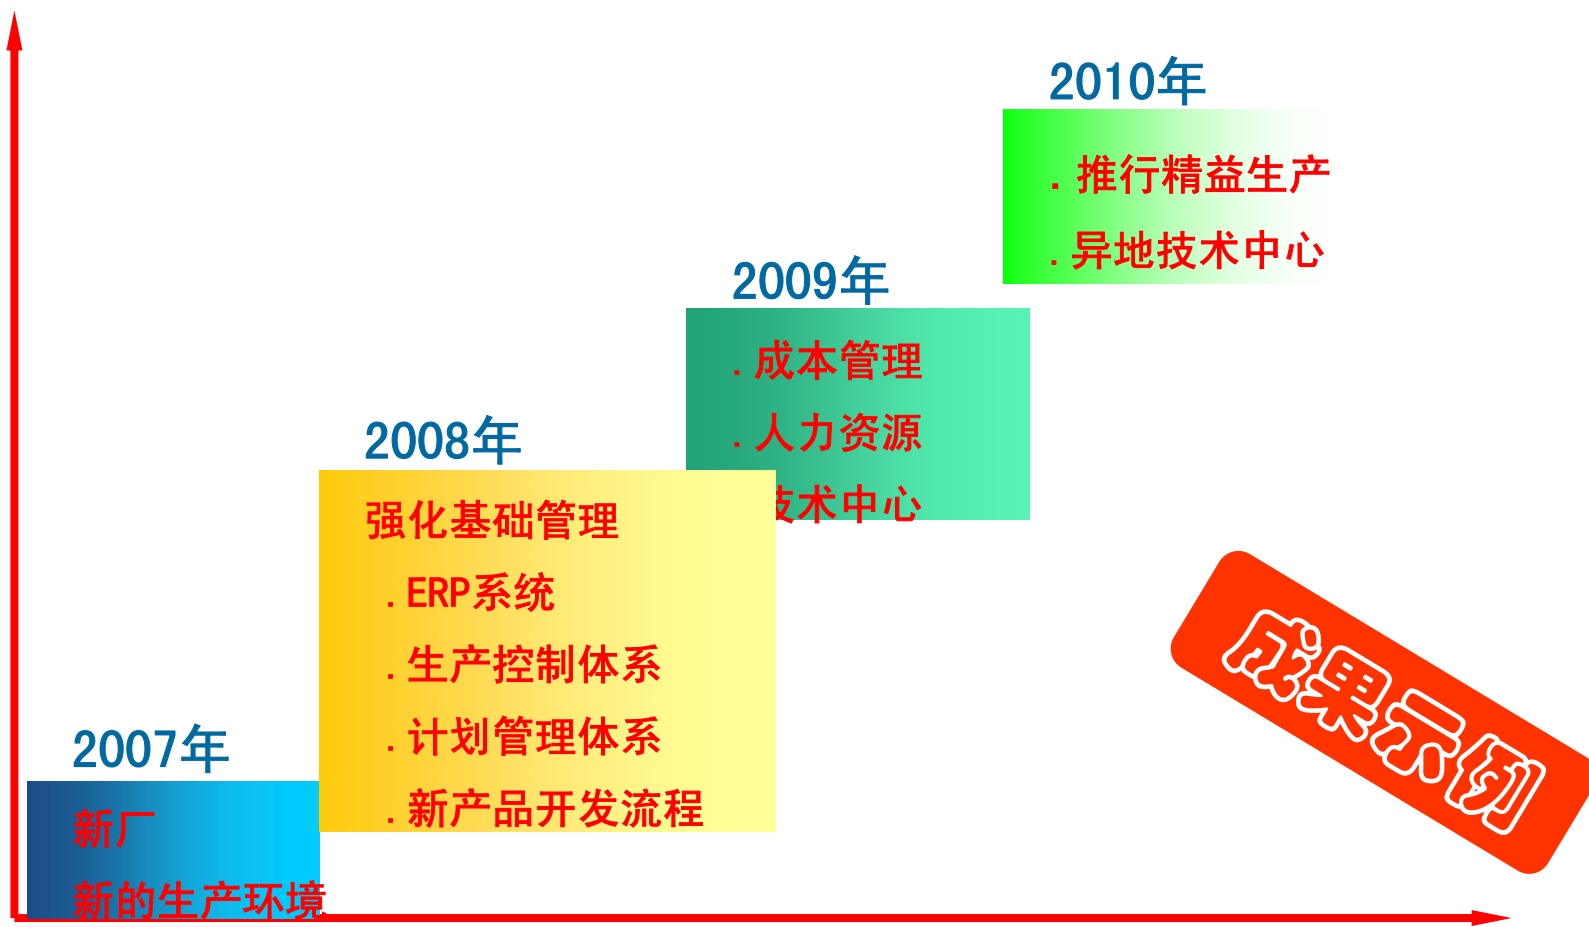 2010年
. 推行精益生产
. 异地技术中心
2009年
. 成本管理
. 人力资源
技术中心
2008年
强化基础管理
. ERP系统
. 生产控制体系
. 计划管理体系
. 新产品开发流程
2007年
新厂
新的生产环境
成果示例